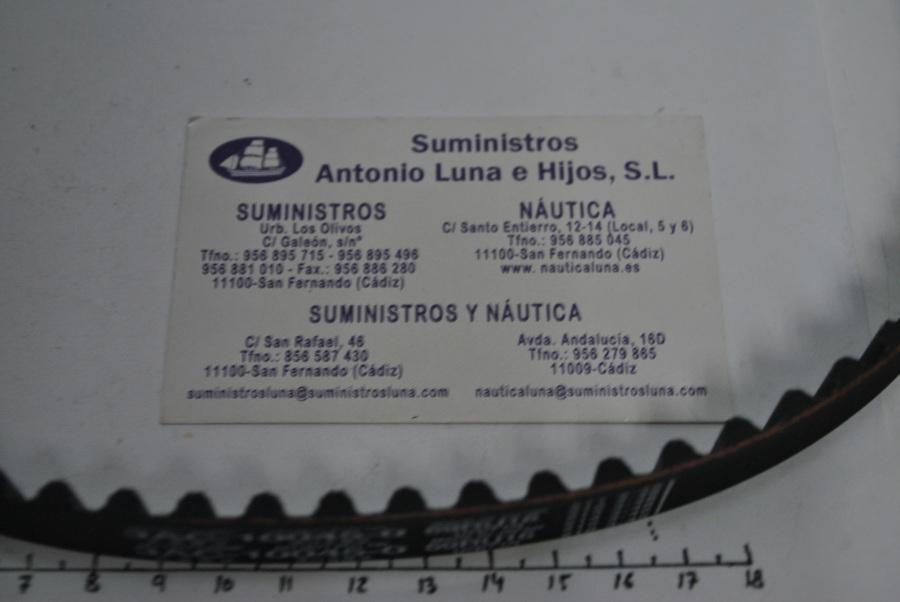 Suministros
Antonio Luna e Hijos, S.L.
SUMINISTROS
Urb. Los Olivos
C/ Galeón, s/nº
Tfno.: 956 895 715 - 956 895 496
956 881 010 - Fax.: 956 886 280
11100-San Fernando (Cádiz)
NÁUTICA
C/ Santo Entierro, 12-14 (Local, 5 y 6)
Tfno.: 956 885 045
11100-San Fernando (Cádiz)
www. nauticaluna.es
SUMINISTROS Y NÁUTICA
C/ San Rafael, 46
Tfno.: 856 587 430
11100-San Fernando (Cádiz)
suministrosluna@suministrosluna.com
Avda. Andalucía, 16D
Tfno.: 956 279 865
11009-Cádiz
nauticaluna@suministrosluna.com
7 8 9 10 11 12 13 14 15 16 17 18